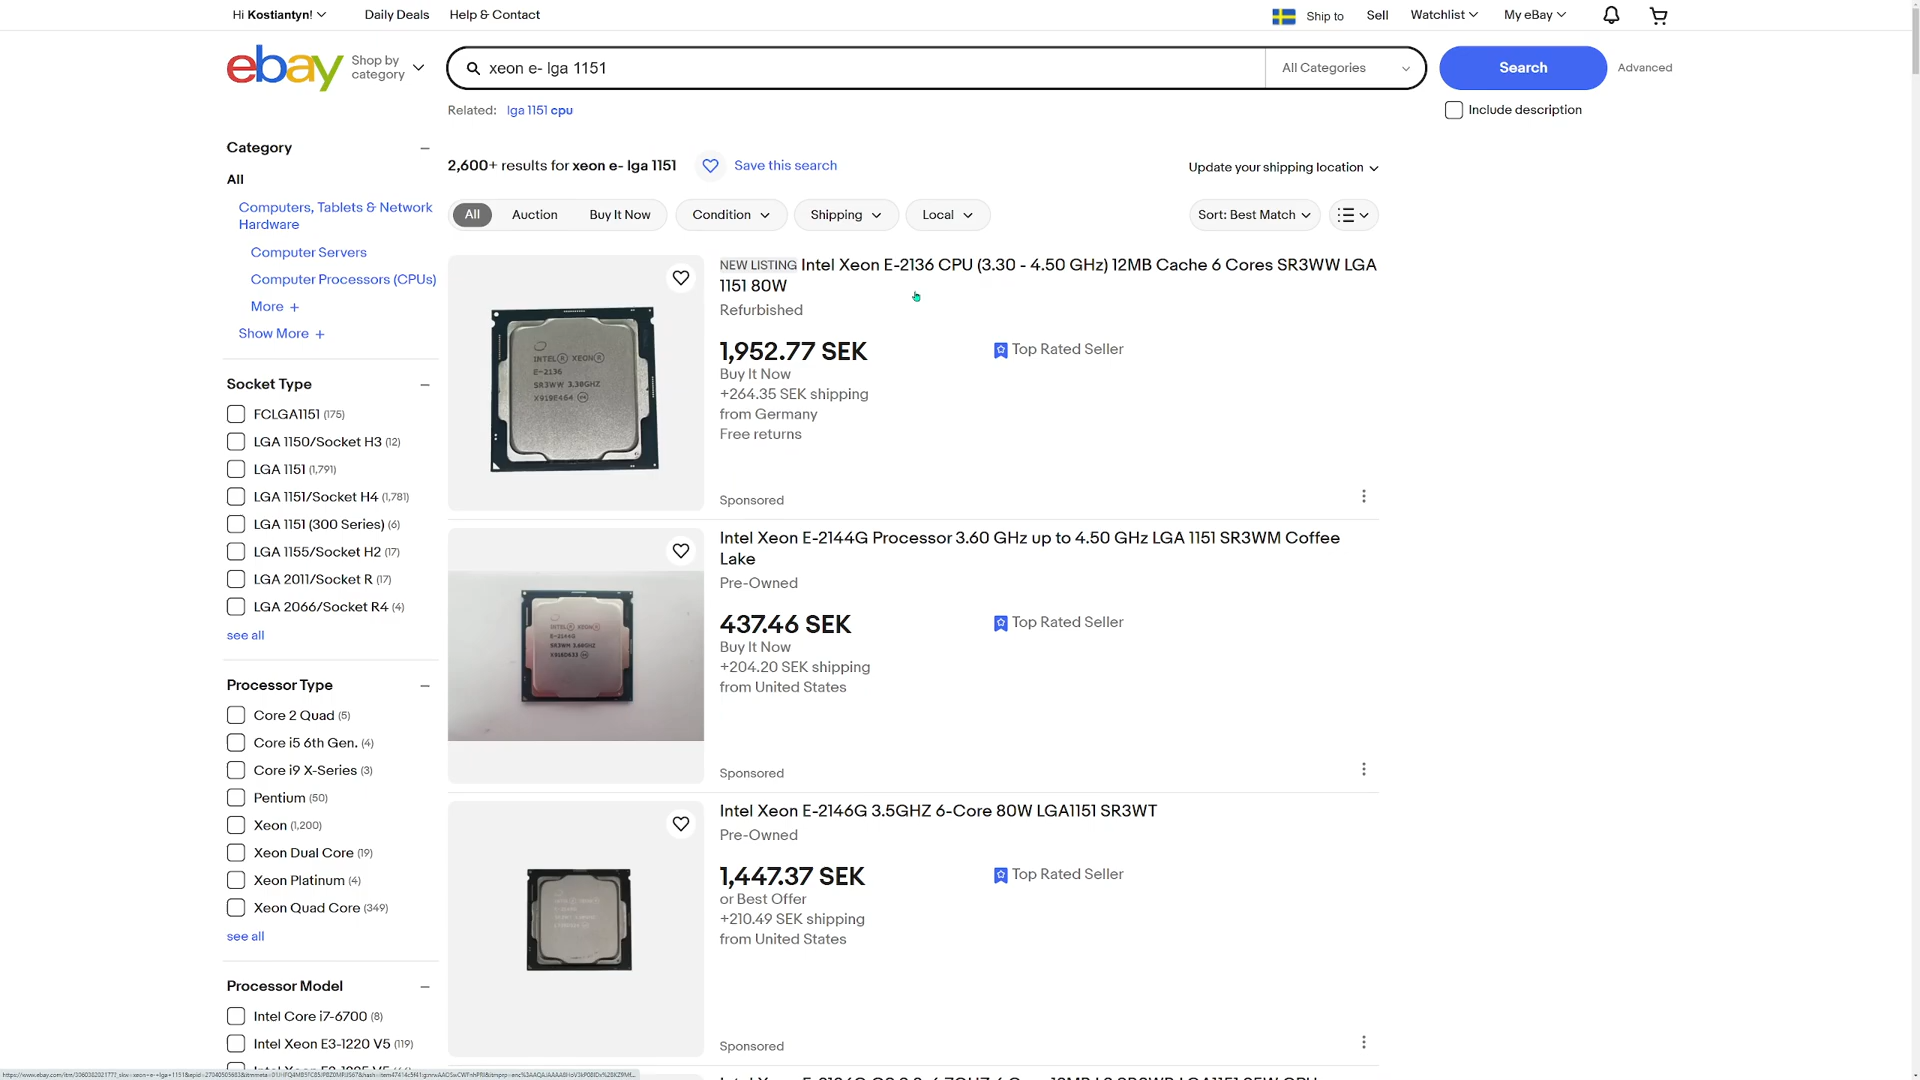 Hi Kostiantyn!
Daily Deals
Help & Contact
Ship to
Sell
Watchlist
My eBay
ebay
Shop by
category
xeon e- lga 1151
All Categories
Search
Advanced
Related: lga 1151 cpu
Include description
Category
All
Computers, Tablets & Network
Hardware
Computer Servers
Computer Processors (CPUs)
More +
Show More +
Socket Type
FCLGA1151 (175)
LGA 1150/Socket H3 (12)
LGA 1151 (1,791)
LGA 1151/Socket H4 (1,781)
LGA 1151 (300 Series) (6)
LGA 1155/Socket H2 (17)
LGA 2011/Socket R (17)
LGA 2066/Socket R4 (4)
see all
Processor Type
Core 2 Quad (5)
Core i5 6th Gen. (4)
Core i9 X-Series (3)
Pentium (50)
Xeon (1,200)
Xeon Dual Core (19)
Xeon Platinum (4)
Xeon Quad Core (349)
see all
Processor Model
Intel Core i7-6700 (8)
Intel Xeon E3-1220 V5 (119)
2,600+ results for xeon e- lga 1151
Save this search
Update your shipping location
All
Auction
Buy It Now
Condition
Shipping
Local
Sort: Best Match
INTEL® XEON®
E-2136
SR3WW 3.30GHZ
X919E464
NEW LISTING Intel Xeon E-2136 CPU (3.30 - 4.50 GHz) 12MB Cache 6 Cores SR3WW LGA
1151 80W
Refurbished
1,952.77 SEK
Top Rated Seller
Buy It Now
+264.35 SEK shipping
from Germany
Free returns
Sponsored
INTEL® XEON®
E-2144G
SR3WM 3.60GHZ
Intel Xeon E-2144G Processor 3.60 GHz up to 4.50 GHz LGA 1151 SR3WM Coffee
Lake
Pre-Owned
437.46 SEK
Top Rated Seller
Buy It Now
+204.20 SEK shipping
from United States
Sponsored
Intel Xeon E-2146G 3.5GHZ 6-Core 80W LGA1151 SR3WT
Pre-Owned
1,447.37 SEK
Top Rated Seller
or Best Offer
+210.49 SEK shipping
from United States
Sponsored